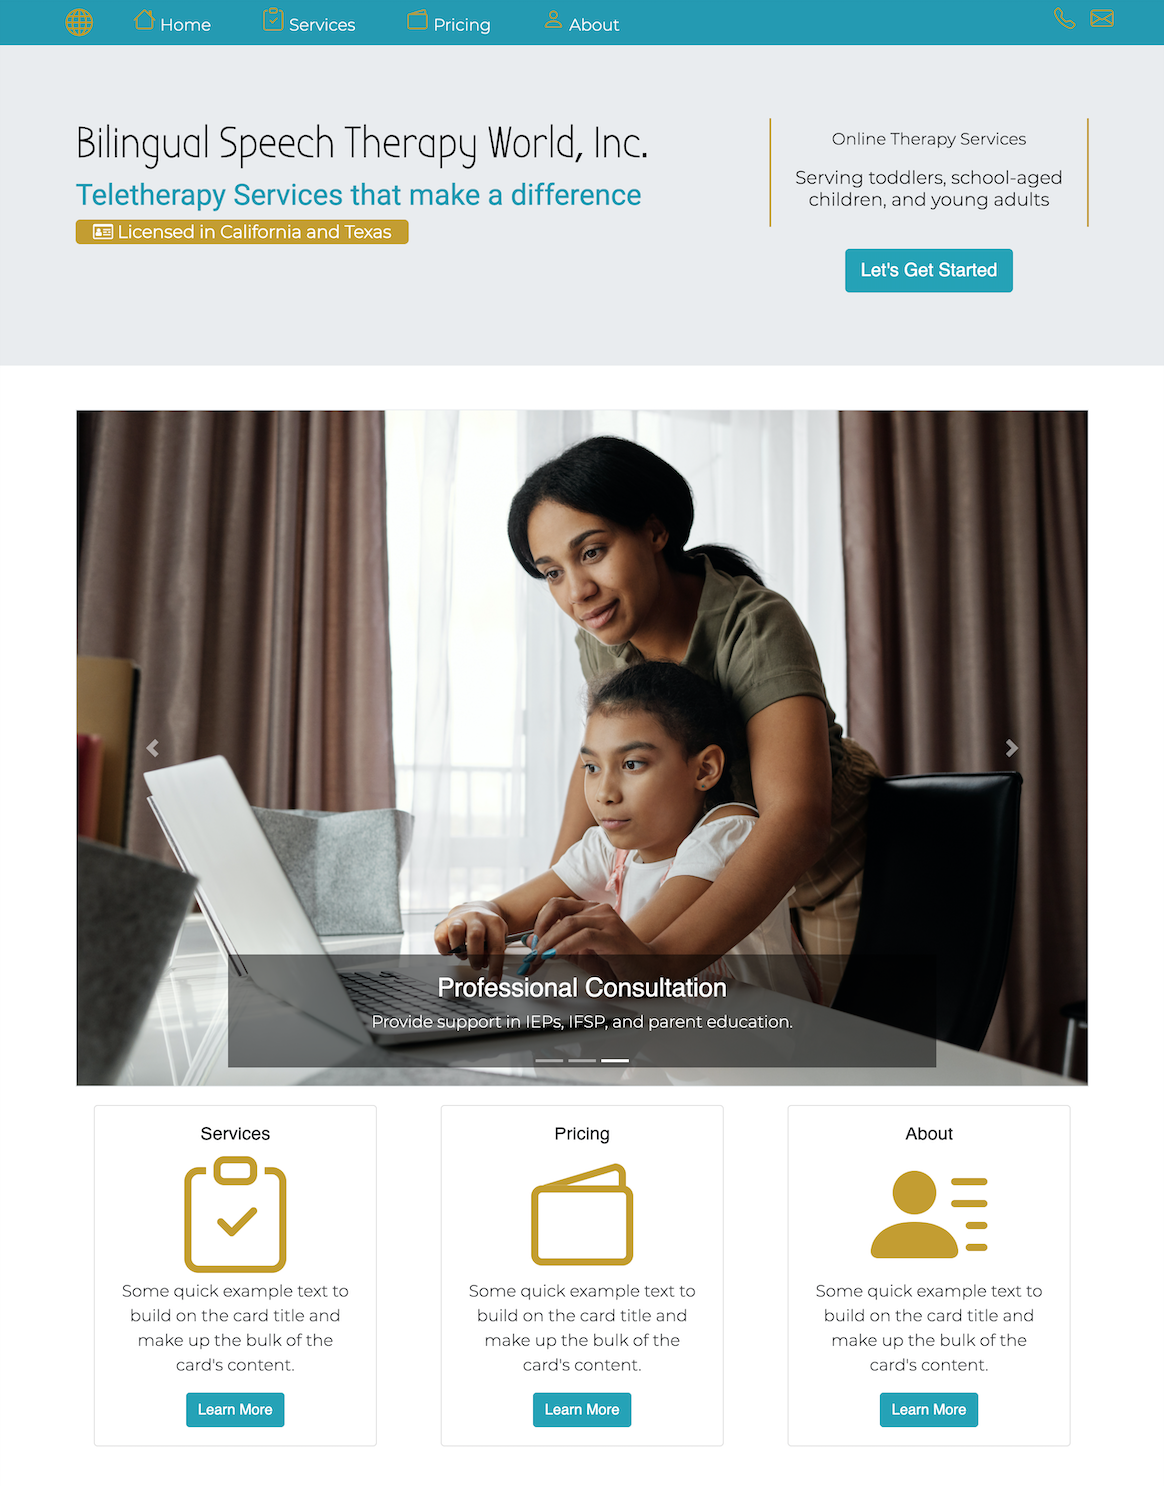 Home
Services
Pricing
About
Bilingual Speech Therapy World, Inc.
Teletherapy Services that make a difference
Licensed in California and Texas
Online Therapy Services
Serving toddlers, school-aged
children, and young adults
Let's Get Started
Professional Consultation
Provide support in IEPs, IFSP, and parent education.
Services
Some quick example text to
build on the card title and
make up the bulk of the
card's content.
Learn More
Pricing
Some quick example text to
build on the card title and
make up the bulk of the
card's content.
Learn More
About
Some quick example text to
build on the card title and
make up the bulk of the
card's content.
Learn More